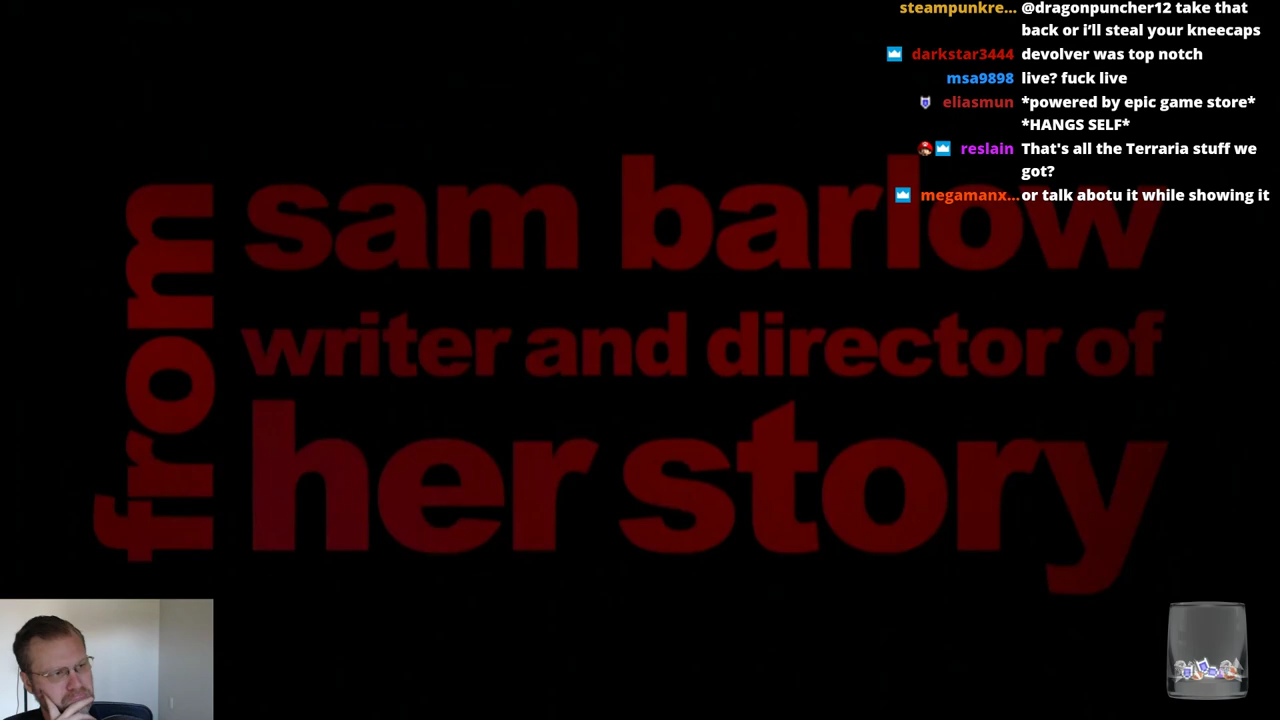 steampunkre... @dragonpuncher12 take that
back or i'll steal your kneecaps
darkstar3444 devolver was top notch
msa9898 live? fuck live
eliasmun *powered by epic game store*
*HANGS SELF*
reslain That's all the Terraria stuff we
got?
megamanx... or talk abotu it while showing it
from
sam barlow
writer and director of
her story